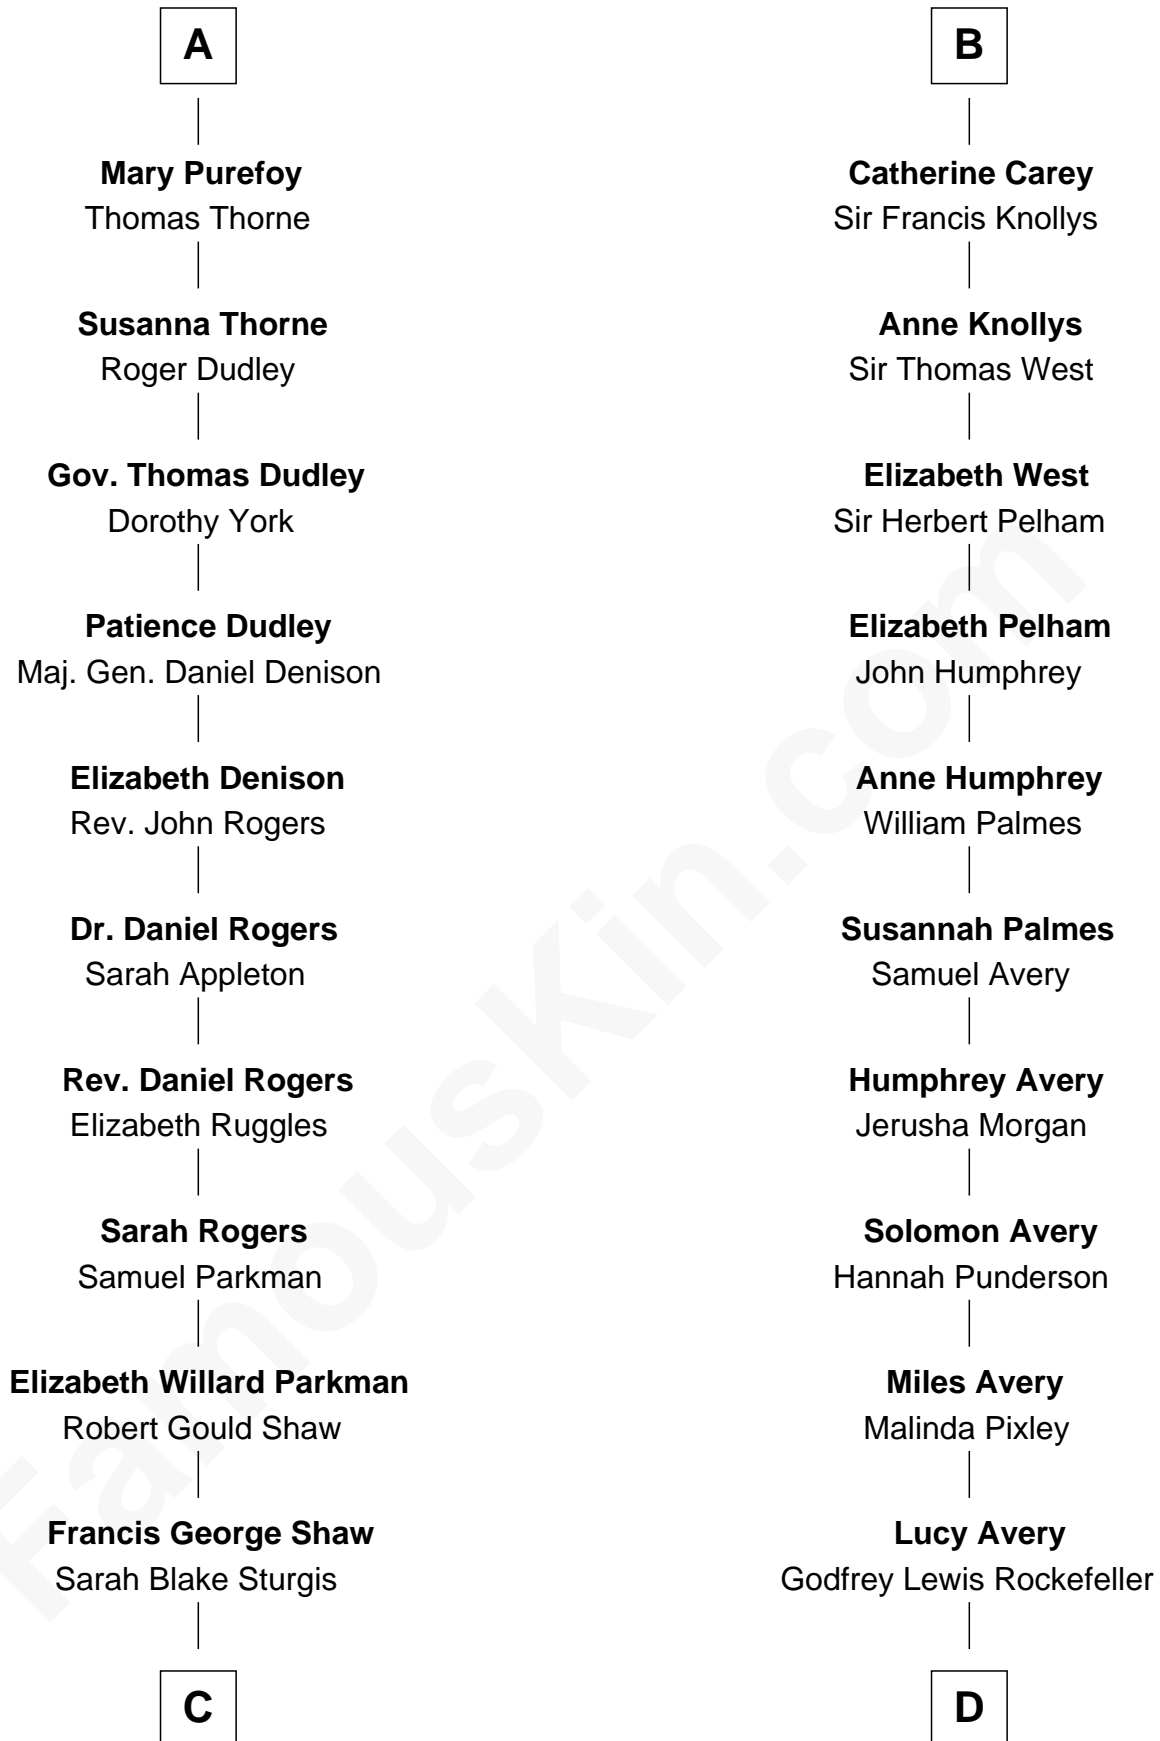 A
Mary Purefoy
Thomas Thorne
Susanna Thorne
Roger Dudley
Gov. Thomas Dudley
Dorothy York
Patience Dudley
Maj. Gen. Daniel Denison
Elizabeth Denison
Rev. John Rogers
Dr. Daniel Rogers
Sarah Appleton
Rev. Daniel Rogers
Elizabeth Ruggles
Sarah Rogers
Samuel Parkman
Elizabeth Willard Parkman
Robert Gould Shaw
Francis George Shaw
Sarah Blake Sturgis
C
B
Catherine Carey
Sir Francis Knollys
Anne Knollys
Sir Thomas West
Elizabeth West
Sir Herbert Pelham
Elizabeth Pelham
John Humphrey
Anne Humphrey
William Palmes
Susannah Palmes
Samuel Avery
Humphrey Avery
Jerusha Morgan
Solomon Avery
Hannah Punderson
Miles Avery
Malinda Pixley
Lucy Avery
Godfrey Lewis Rockefeller
D
FamousKin.com